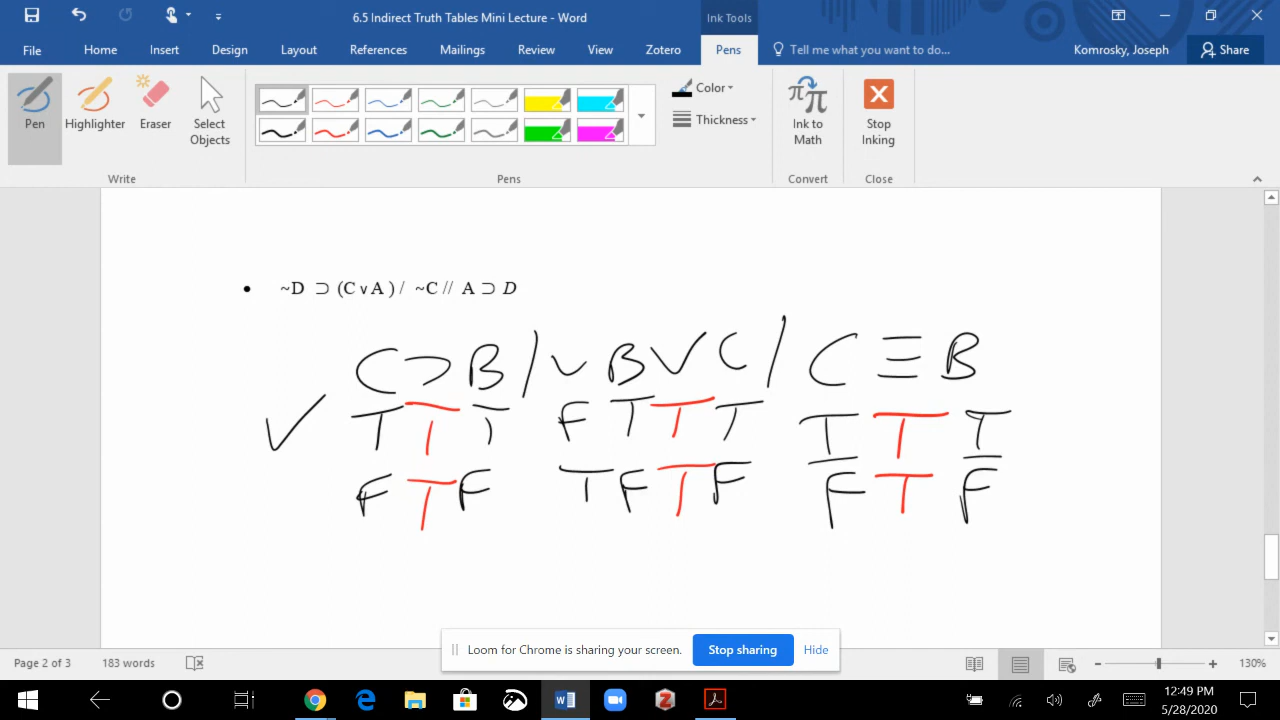 6.5 Indirect Truth Tables Mini Lecture - Word
Ink Tools
File Home Insert Design Layout References Mailings Review View Zotero Pens Tell me what you want to do... Komrosky, Joseph Share
Pen Highlighter Eraser Select Objects Color Thickness Ink to Math Stop Inking
Write Pens Convert Close
• ~D ⊃ (C v A ) / ~C // A ⊃ D
C ⊃ B / ~ B V C / C ≡ B
✓ T T T F T T T T T T
F T F T F T F F T F
Loom for Chrome is sharing your screen. Stop sharing Hide
Page 2 of 3 183 words 130%
12:49 PM
5/28/2020